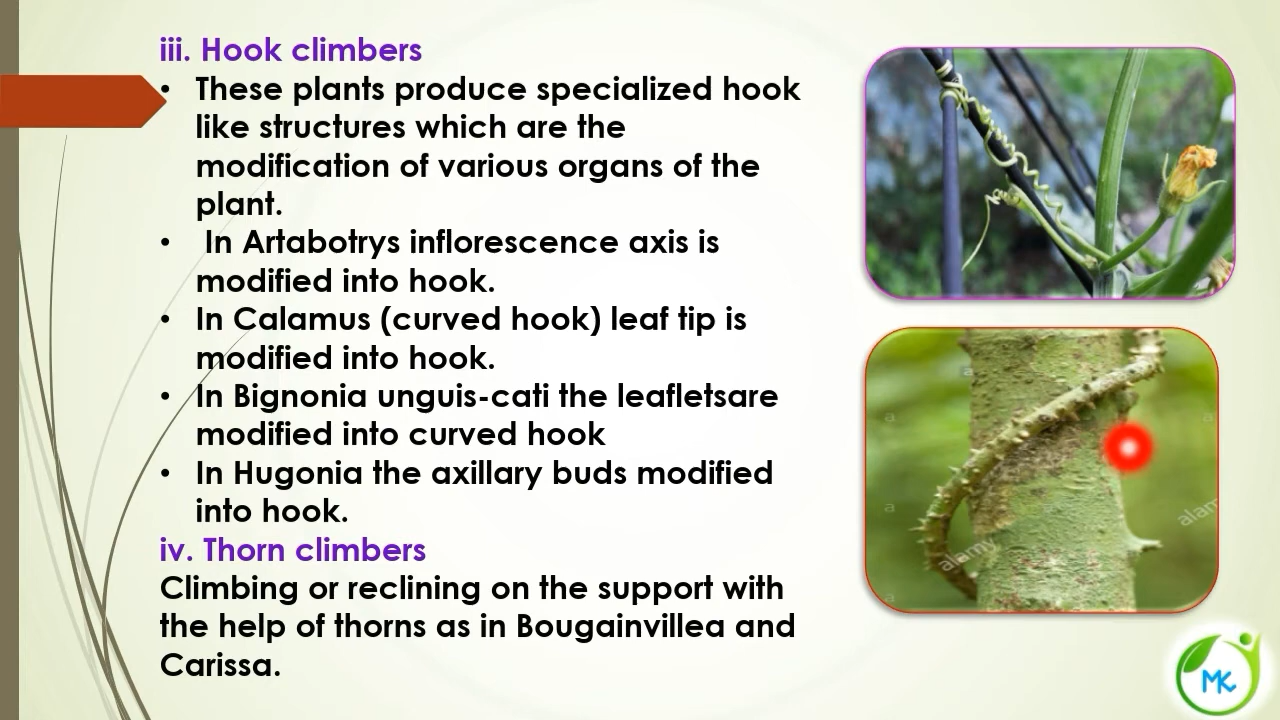 iii. Hook climbers
• These plants produce specialized hook
like structures which are the
modification of various organs of the
plant.
• In Artabotrys inflorescence axis is
modified into hook.
• In Calamus (curved hook) leaf tip is
modified into hook.
• In Bignonia unguis-cati the leafletsare
modified into curved hook
• In Hugonia the axillary buds modified
into hook.
iv. Thorn climbers
Climbing or reclining on the support with
the help of thorns as in Bougainvillea and
Carissa.
a
a
alamy
alamy
MK